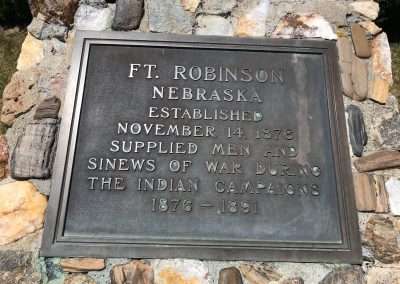 FT. ROBINSON
NEBRASKA
ESTABLISHED
NOVEMBER 14, 1878
SUPPLIED MEN AND
SINEWS OF WAR DURING
THE INDIAN CAMPAIGNS
1876 – 1891